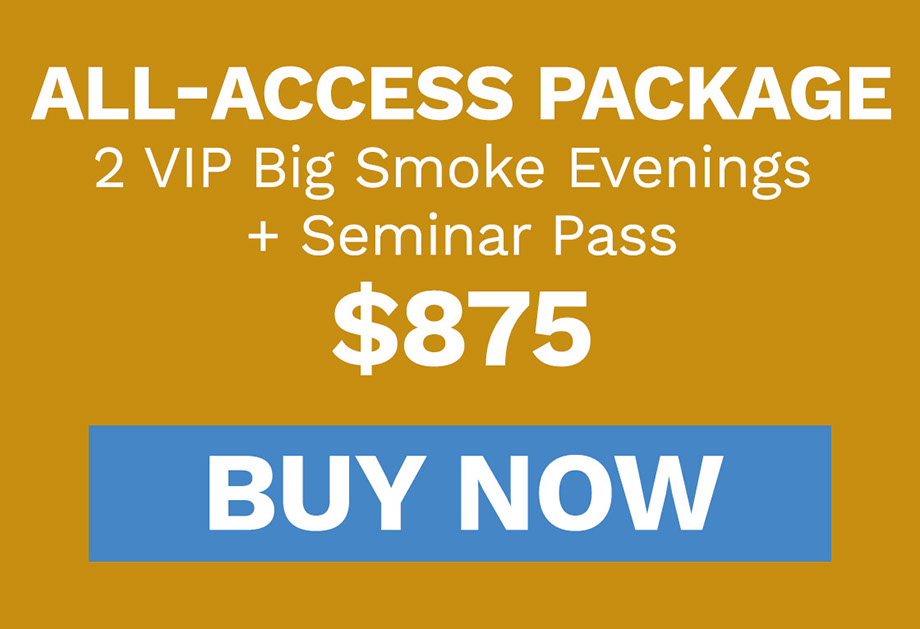 ALL-ACCESS PACKAGE
2 VIP Big Smoke Evenings
+ Seminar Pass
$875
BUY NOW